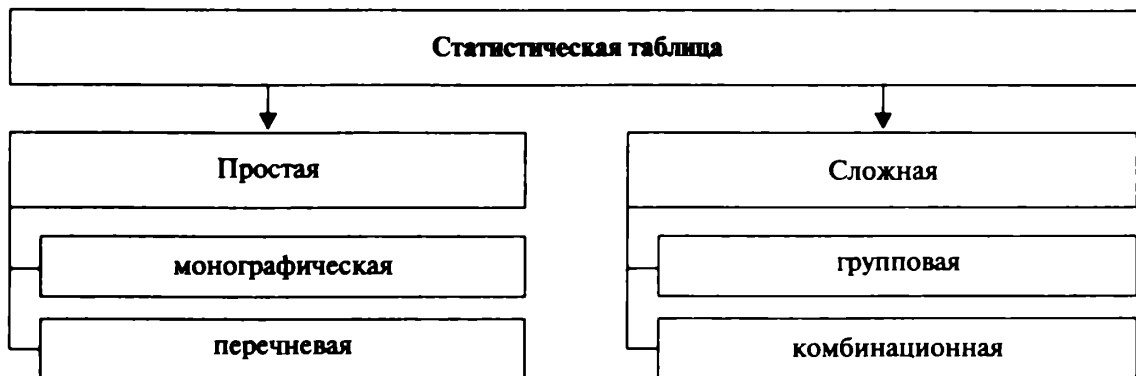 Статистическая таблица
Простая
монографическая
перечневая
Сложная
групповая
комбинационная